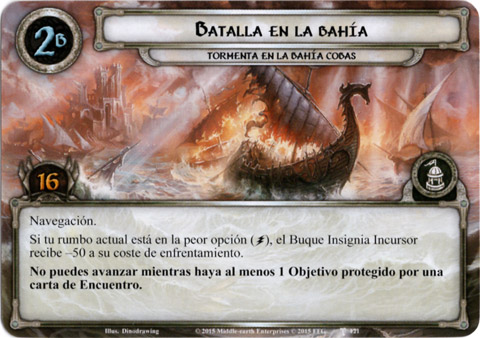 2B
BATALLA EN LA BAHÍA
TORMENTA EN LA BAHÍA COBAS
16
Navegación.
Si tu rumbo actual está en la peor opción ( ), el Buque Insignia Incursor
recibe –50 a su coste de enfrentamiento.
No puedes avanzar mientras haya al menos 1 Objetivo protegido por una
carta de Encuentro.
Illus. Dinodrawing
©2015 Middle-earth Enterprises ©2015 FFG
121